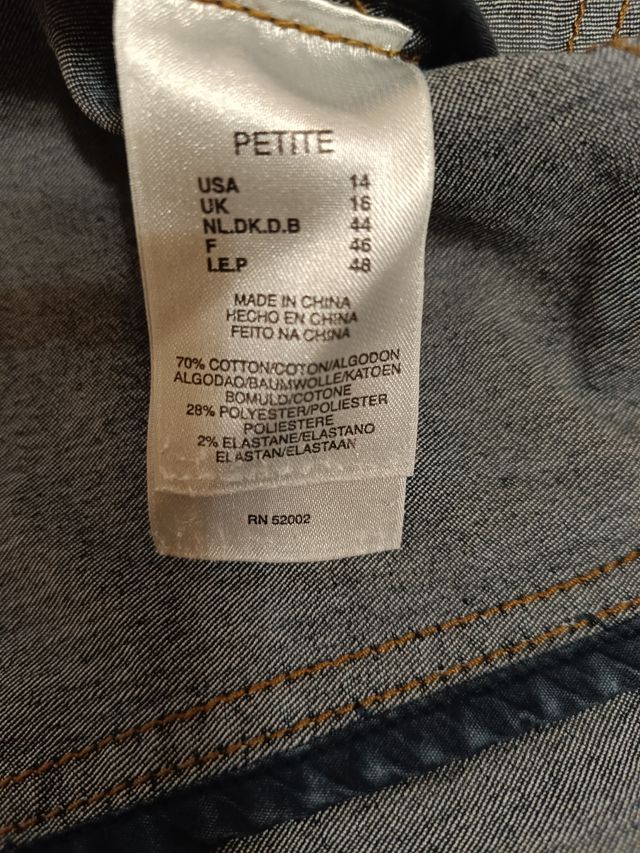 PETITE
USA 14
UK 16
NL.DK.D.B 44
F 46
I.E.P 48
MADE IN CHINA
HECHO EN CHINA
FEITO NA CHINA
70% COTTON/COTON/ALGODON
ALGODAO/BAUMWOLLE/KATOEN
BOMULD/COTONE
28% POLYESTER/POLIESTER
POLIESTERE
2% ELASTANE/ELASTANO
ELASTAN/ELASTAAN
RN 52002